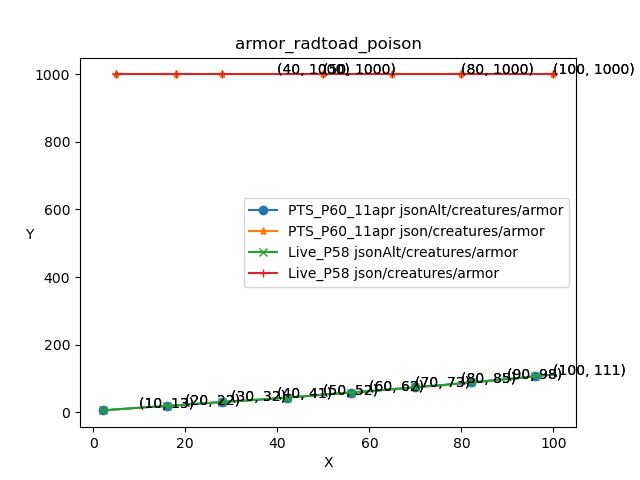 armor_radtoad_poison
1000
800
600
400
200
0
Y
(40, 1000)
(50, 1000)
(80, 1000)
(100, 1000)
PTS_P60_11apr jsonAlt/creatures/armor
PTS_P60_11apr json/creatures/armor
Live_P58 jsonAlt/creatures/armor
Live_P58 json/creatures/armor
(10, 13)
(20, 22)
(30, 32)
(40, 41)
(50, 52)
(60, 62)
(70, 73)
(80, 85)
(90, 98)
(100, 111)
0 20 40 60 80 100
X